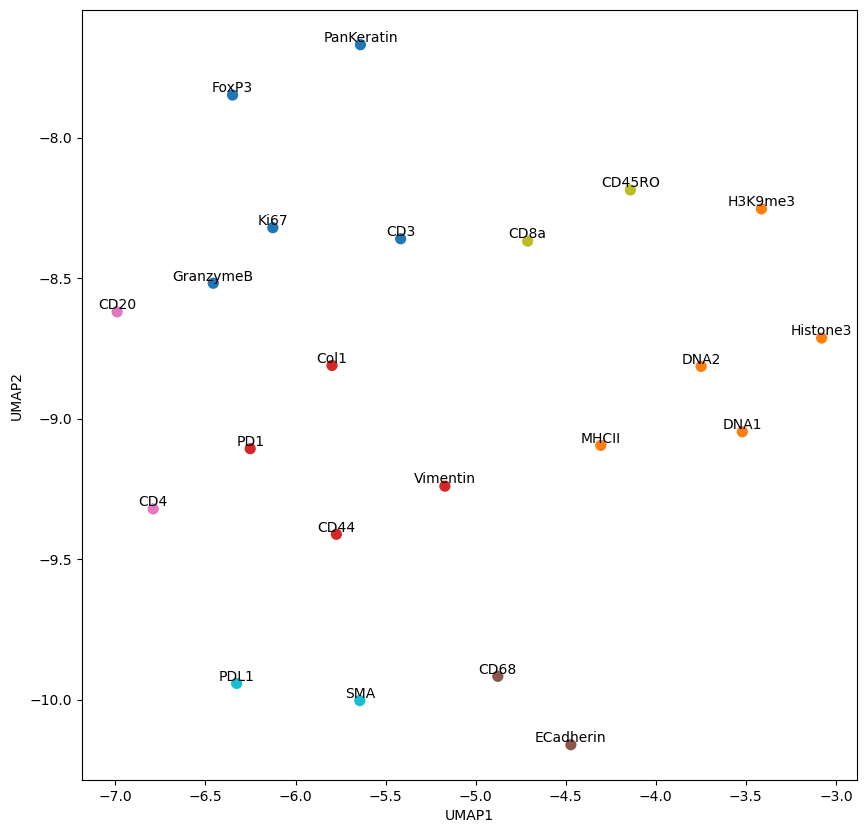 PanKeratin
FoxP3
CD45RO
H3K9me3
Ki67
CD3
CD8a
GranzymeB
CD20
Histone3
Col1
DNA2
DNA1
PD1
MHCII
Vimentin
CD4
CD44
CD68
PDL1
SMA
ECadherin
−8.0
−8.5
−9.0
−9.5
−10.0
UMAP2
−7.0 −6.5 −6.0 −5.5 −5.0 −4.5 −4.0 −3.5 −3.0
UMAP1